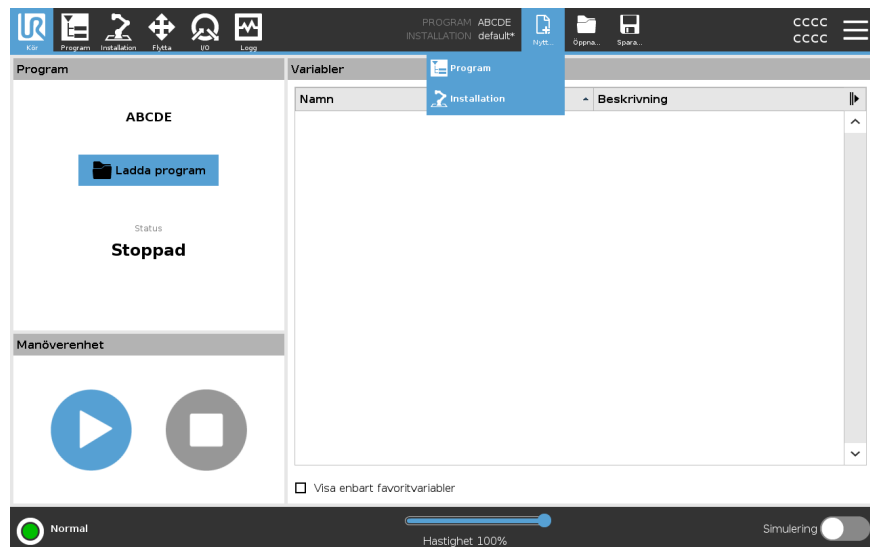 PROGRAM ABCDE
INSTALLATION default*
CCCC
CCCC
UR
Kör
Program
Installation
Flytta
I/O
Logg
Nytt...
Öppna...
Spara...
Program
Installation
Program
Variabler
Namn
Beskrivning
ABCDE
Ladda program
Status
Stoppad
Manöverenhet
Visa enbart favoritvariabler
Normal
Hastighet 100%
Simulering